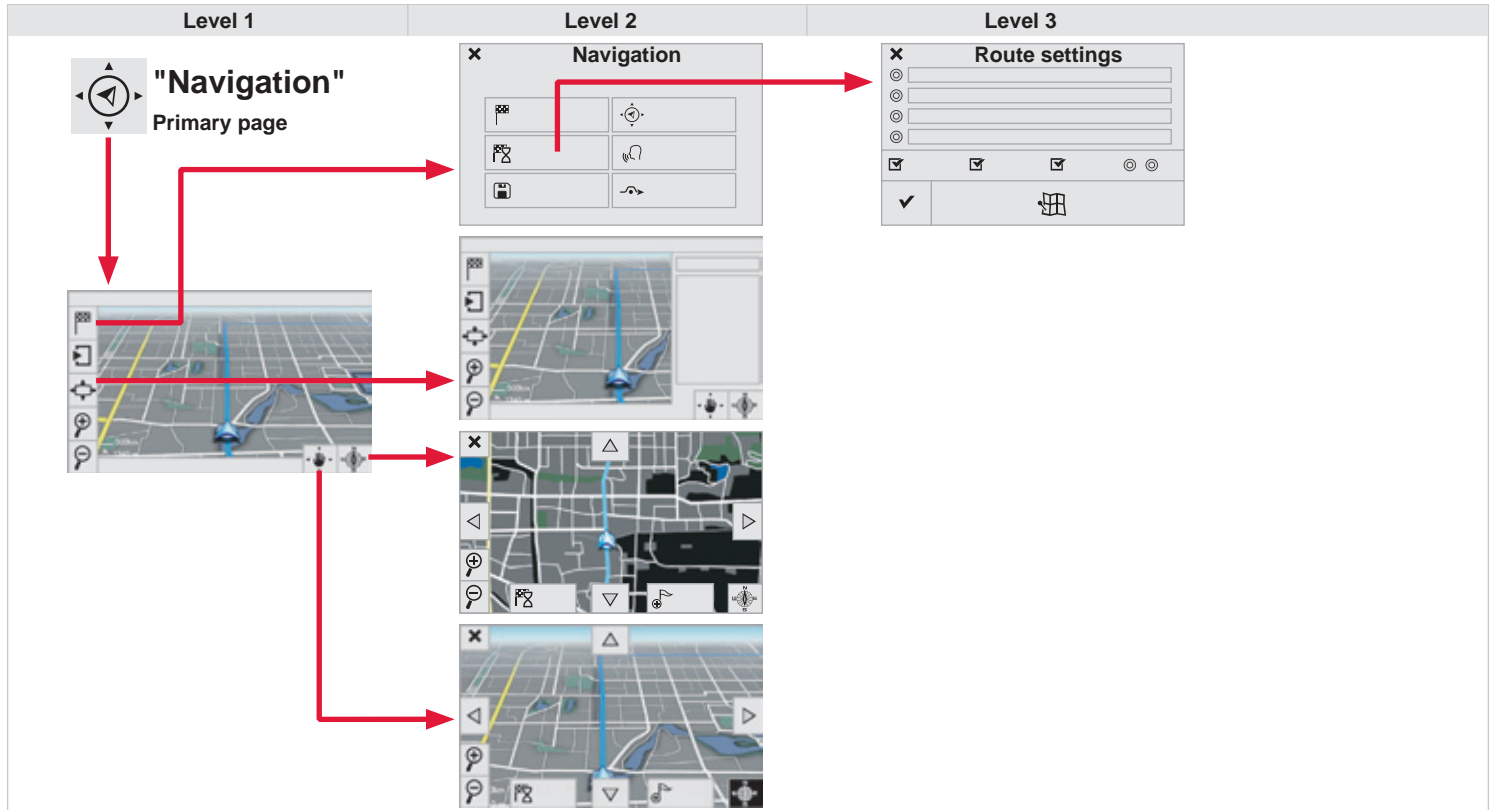 Level 1
Level 2
Level 3
"Navigation"
Primary page
Navigation
Route settings
N
S